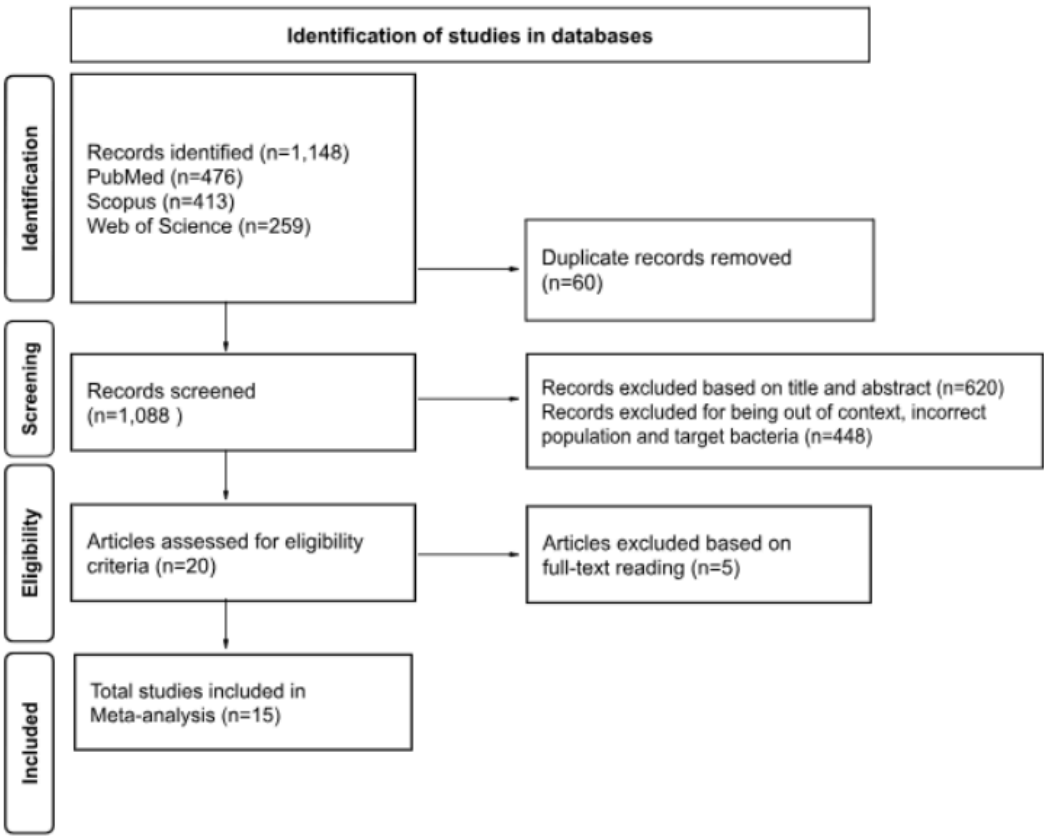 Identification of studies in databases
Identification
Records identified (n=1,148)
PubMed (n=476)
Scopus (n=413)
Web of Science (n=259)
Duplicate records removed
(n=60)
Screening
Records screened
(n=1,088 )
Records excluded based on title and abstract (n=620)
Records excluded for being out of context, incorrect
population and target bacteria (n=448)
Eligibility
Articles assessed for eligibility
criteria (n=20)
Articles excluded based on
full-text reading (n=5)
Included
Total studies included in
Meta-analysis (n=15)